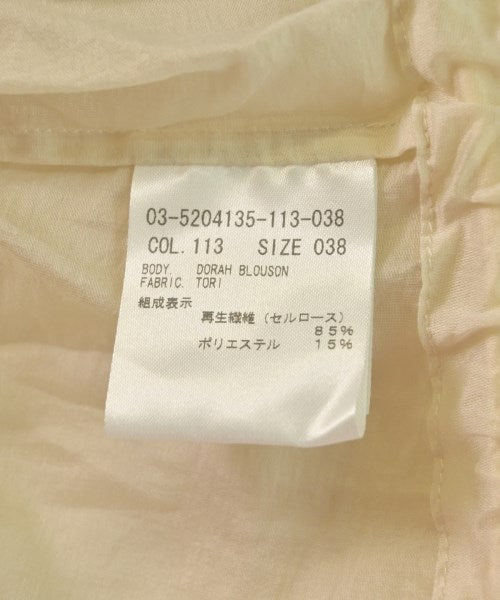 03-5204135-113-038
COL. 113 SIZE 038
BODY. DORAH BLOUSON
FABRIC. TORI
組成表示
再生繊維 (セルロース)
85%
ポリエステル 15%